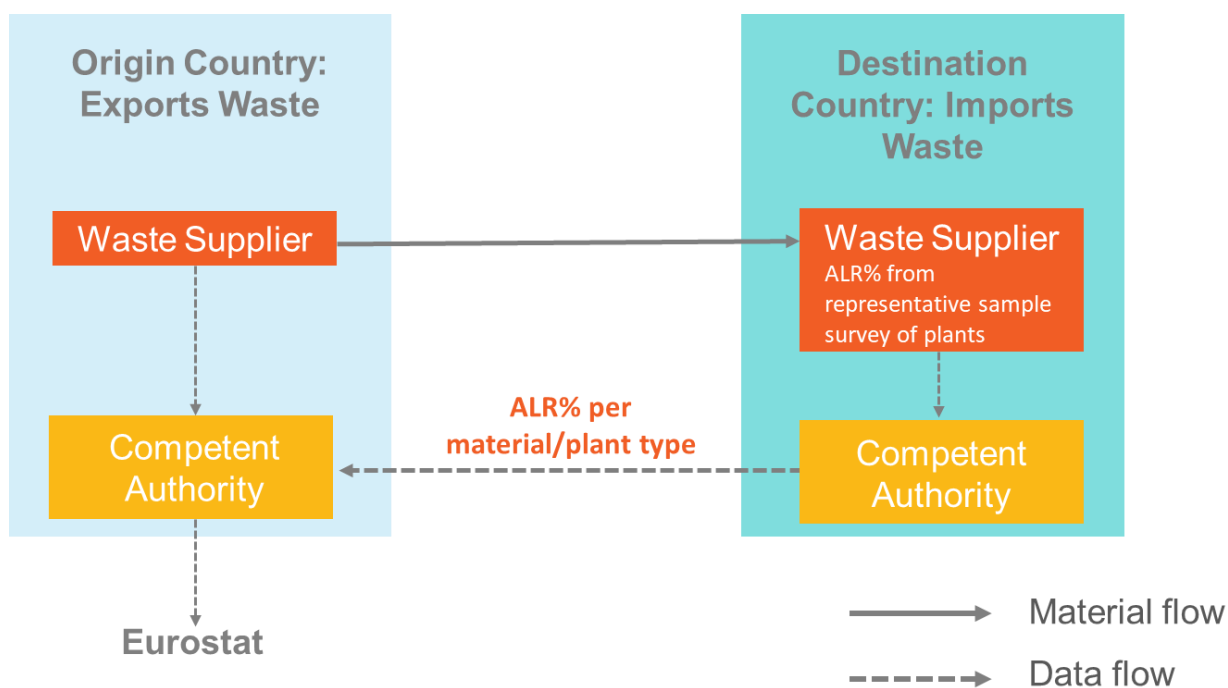 Origin Country:
Exports Waste
Destination
Country: Imports
Waste
Waste Supplier
Waste Supplier
ALR% from
representative sample
survey of plants
ALR% per
material/plant type
Competent
Authority
Competent
Authority
Eurostat
Material flow
Data flow